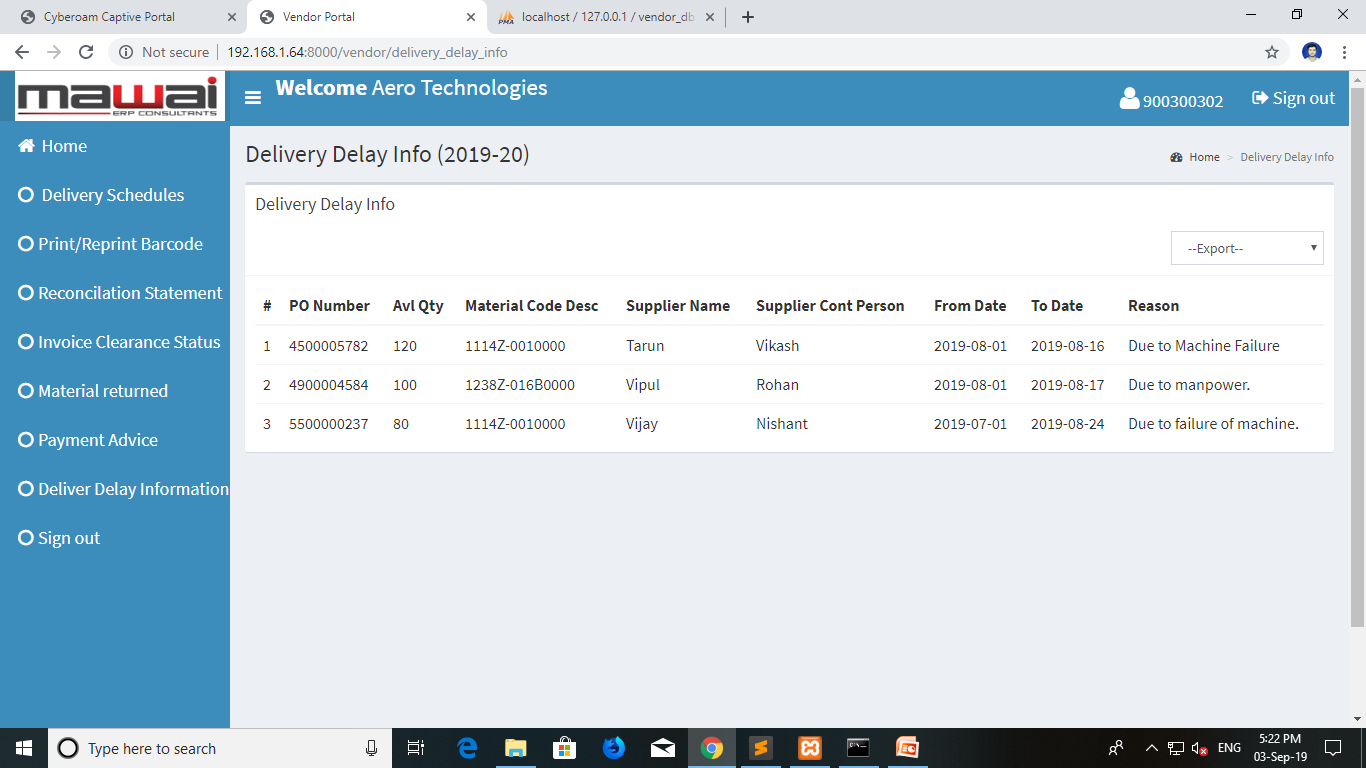 Cyberoam Captive Portal
Vendor Portal
localhost / 127.0.0.1 / vendor_db
Not secure
192.168.1.64:8000/vendor/delivery_delay_info
mawai
ERP CONSULTANTS
Welcome Aero Technologies
900300302
Sign out
Home
Delivery Schedules
Print/Reprint Barcode
Reconcilation Statement
Invoice Clearance Status
Material returned
Payment Advice
Deliver Delay Information
Sign out
Delivery Delay Info (2019-20)
Home > Delivery Delay Info
Delivery Delay Info
--Export--
# PO Number Avl Qty Material Code Desc Supplier Name Supplier Cont Person From Date To Date Reason
1 4500005782 120 1114Z-0010000 Tarun Vikash 2019-08-01 2019-08-16 Due to Machine Failure
2 4900004584 100 1238Z-016B0000 Vipul Rohan 2019-08-01 2019-08-17 Due to manpower.
3 5500000237 80 1114Z-0010000 Vijay Nishant 2019-07-01 2019-08-24 Due to failure of machine.
Type here to search
ENG
5:22 PM
03-Sep-19